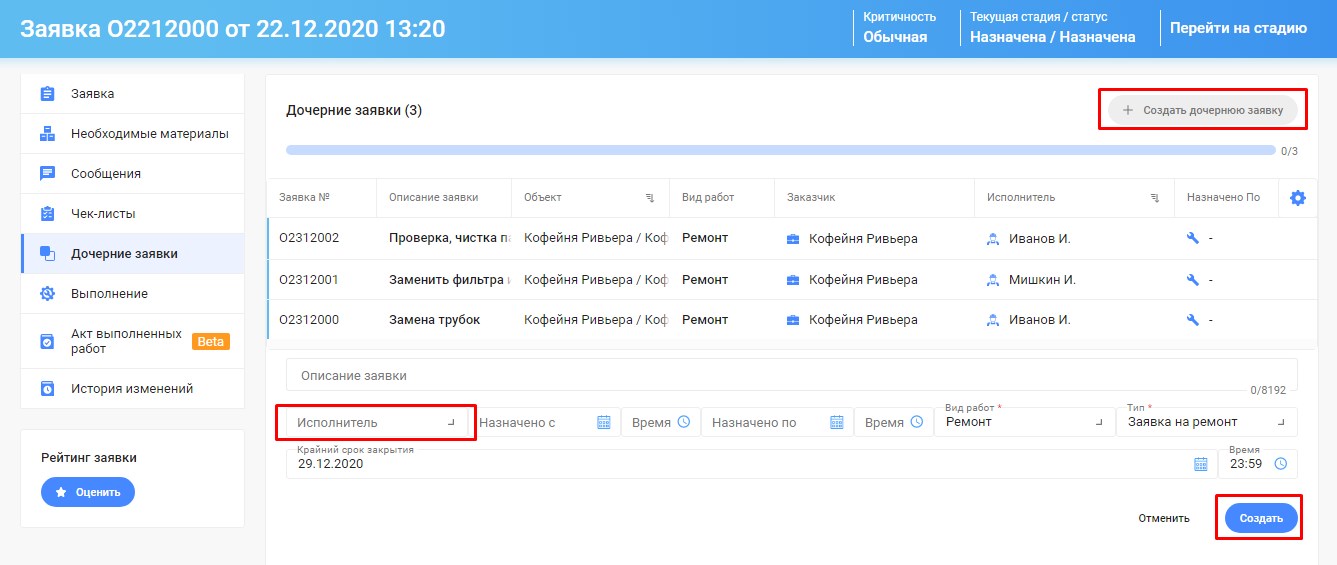 Заявка О2212000 от 22.12.2020 13:20
Критичность
Обычная
Текущая стадия / статус
Назначена / Назначена
Перейти на стадию
Заявка
Необходимые материалы
Сообщения
Чек-листы
Дочерние заявки
Выполнение
Акт выполненных
работ
Beta
История изменений
Рейтинг заявки
Оценить
Дочерние заявки (3)
+ Создать дочернюю заявку
0/3
Заявка № Описание заявки Объект Вид работ Заказчик Исполнитель Назначено По
О2312002 Проверка, чистка Кофейня Ривьера / Ремонт Кофейня Ривьера Иванов И. -
О2312001 Заменить фильтра Кофейня Ривьера / Ремонт Кофейня Ривьера Мишкин И. -
О2312000 Замена трубок Кофейня Ривьера / Ремонт Кофейня Ривьера Иванов И. -
Описание заявки
0/8192
Исполнитель Назначено с Время Назначено по Время
Вид работ *
Ремонт
Тип *
Заявка на ремонт
Крайний срок закрытия
29.12.2020
Время
23:59
Отменить Создать